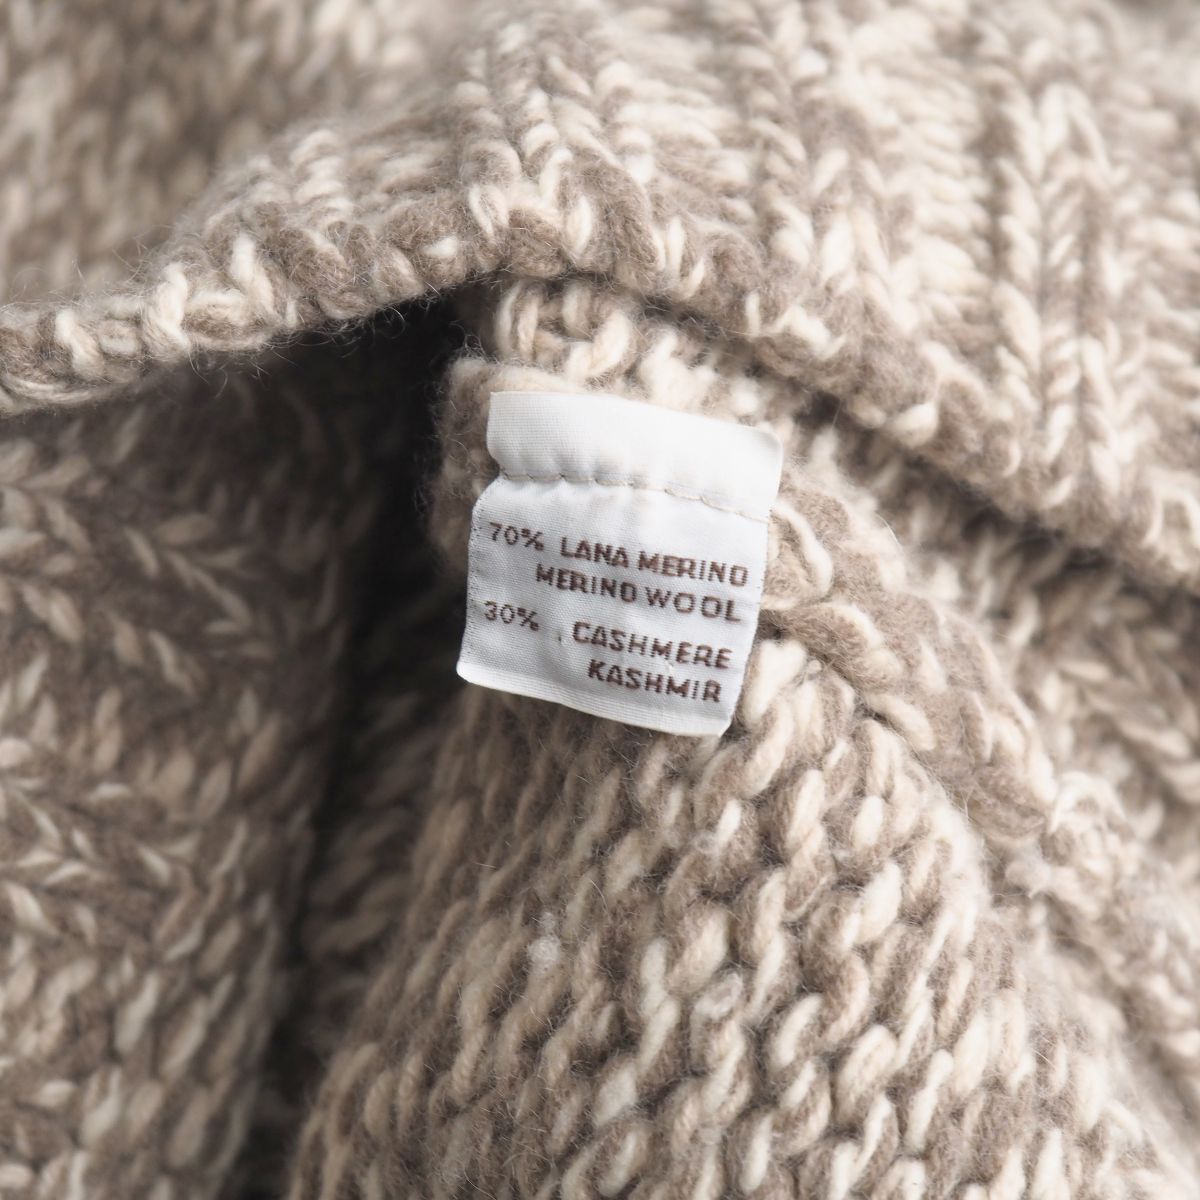 70% LANA MERINO
MERINO WOOL
30% CASHMERE
KASHMIR